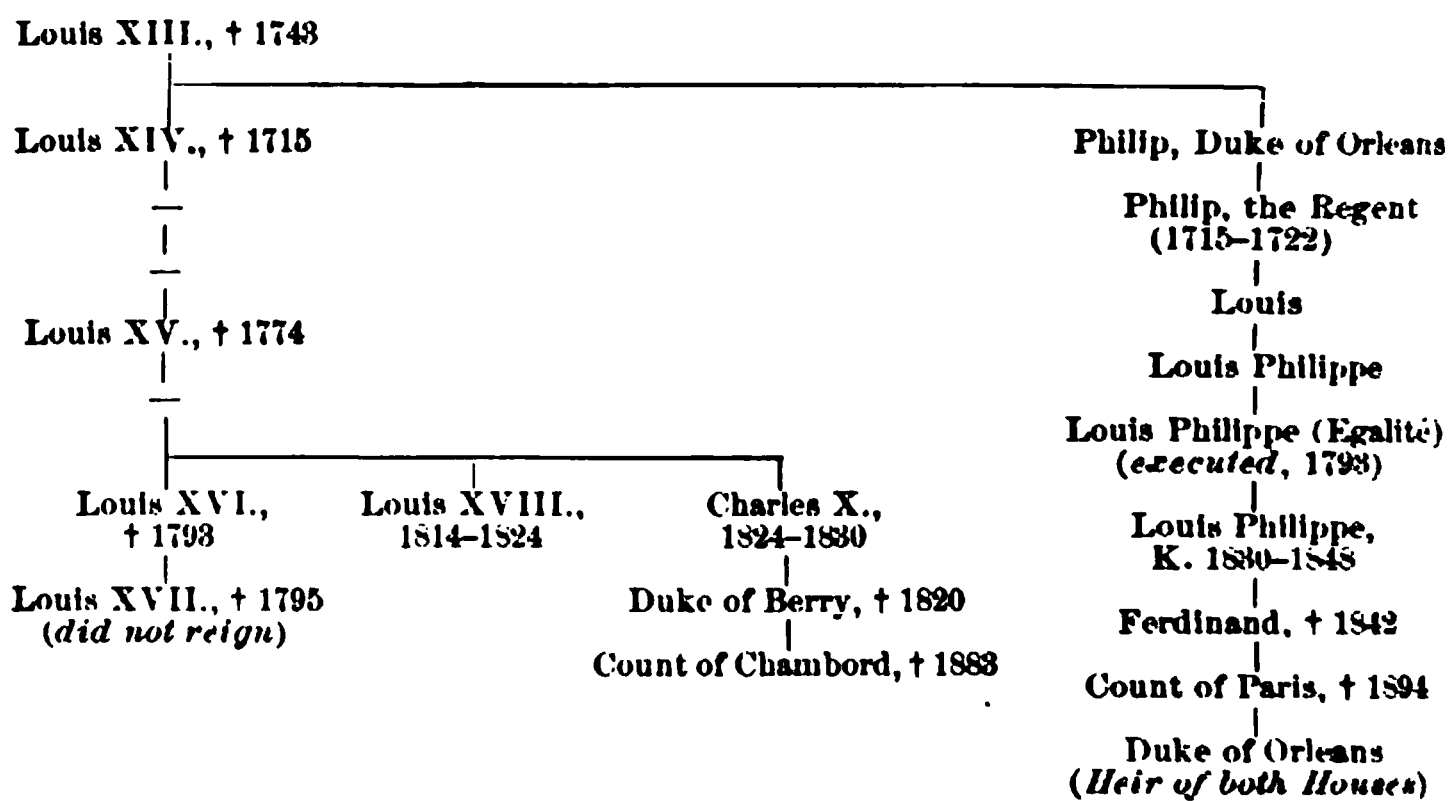 Louis XIII., † 1743
Louis XIV., † 1715
Philip, Duke of Orleans
Philip, the Regent
(1715–1722)
Louis
Louis XV., † 1774
Louis Philippe
Louis Philippe (Egalité)
(executed, 1793)
Louis XVI.,
† 1793
Louis XVIII.,
1814–1824
Charles X.,
1824–1830
Louis Philippe,
K. 1830–1848
Louis XVII., † 1795
(did not reign)
Duke of Berry, † 1820
Ferdinand, † 1842
Count of Chambord, † 1883
Count of Paris, † 1894
Duke of Orleans
(Heir of both Houses)